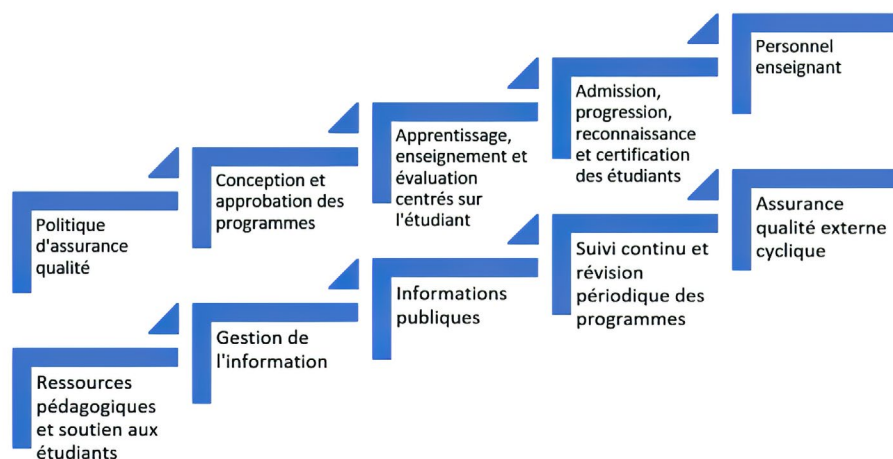 Politique
d'assurance
qualité
Conception et
approbation des
programmes
Apprentissage,
enseignement et
évaluation
centrés sur
l'étudiant
Admission,
progression,
reconnaissance
et certification
des étudiants
Personnel
enseignant
Ressources
pédagogiques
et soutien aux
étudiants
Gestion de
l'information
Informations
publiques
Suivi continu et
révision
périodique des
programmes
Assurance
qualité externe
cyclique